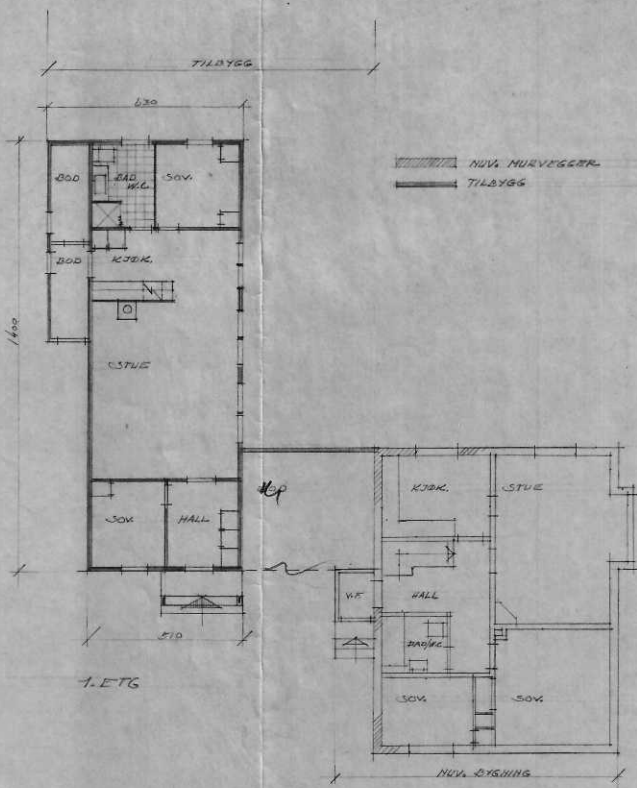 TILBYGG
630
NUV. MURVEGGER
TILBYGG
BOD
BAD
W.C.
SOV.
BOD
KJØK.
1400
STUE
SOV.
HALL
KJØK.
STUE
V.F.
HALL
BAD/W.C.
510
SOV.
SOV.
1. ETG
NUV. BYGNING